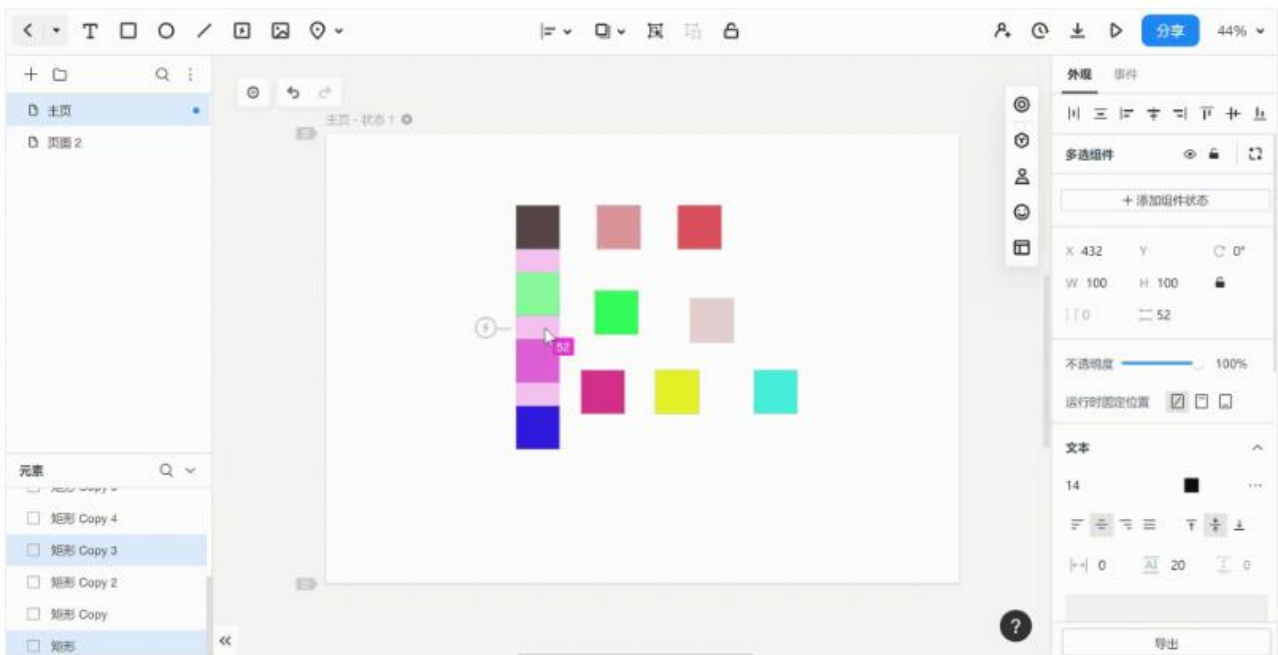 T
分享
44%
主页
页面 2
主页 - 状态 1
52
元素
矩形 Copy 4
矩形 Copy 3
矩形 Copy 2
矩形 Copy
矩形
外观 事件
多选组件
+ 添加组件状态
X 432 Y 0°
W 100 H 100
0 52
不透明度 100%
运行时固定位置
文本
14
0 AI 20 0
导出
?